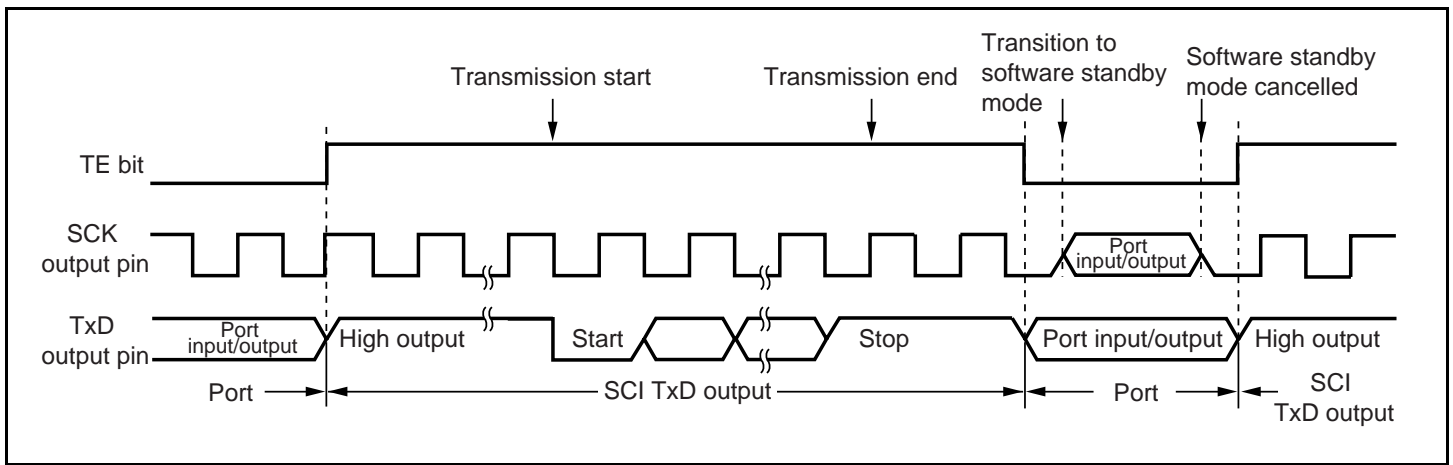 Transition to
software standby
mode
Software standby
mode cancelled
Transmission start
Transmission end
TE bit
SCK
output pin
Port
input/output
TxD
output pin
Port
input/output
High output
Start
Stop
Port input/output
High output
Port
SCI TxD output
Port
SCI
TxD output